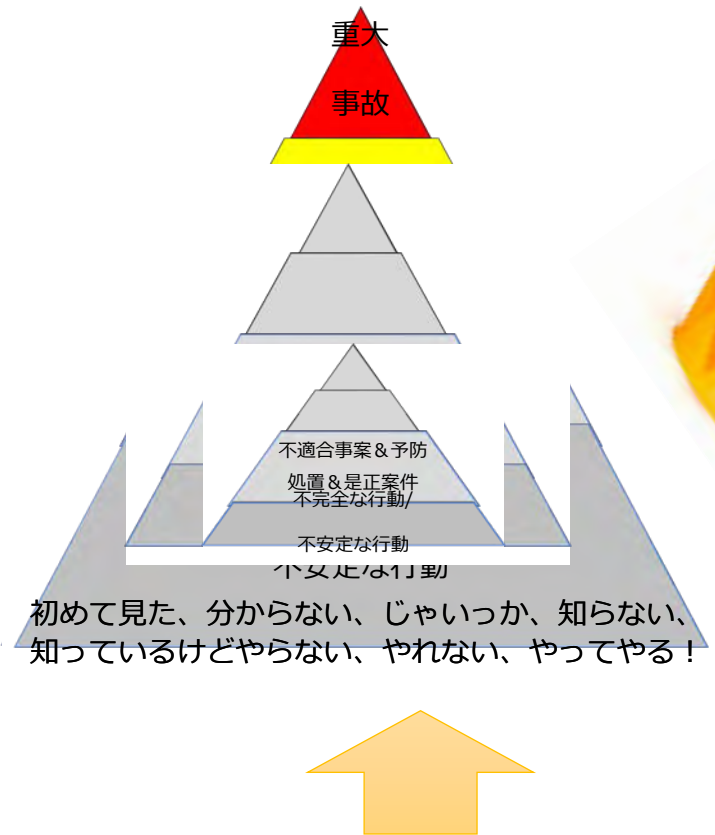 重大
事故
不適合事案＆予防
処置＆是正案件
不完全な行動/
不安定な行動
不安定な行動
初めて見た、分からない、じゃいっか、知らない、
知っているけどやらない、やれない、やってやる！